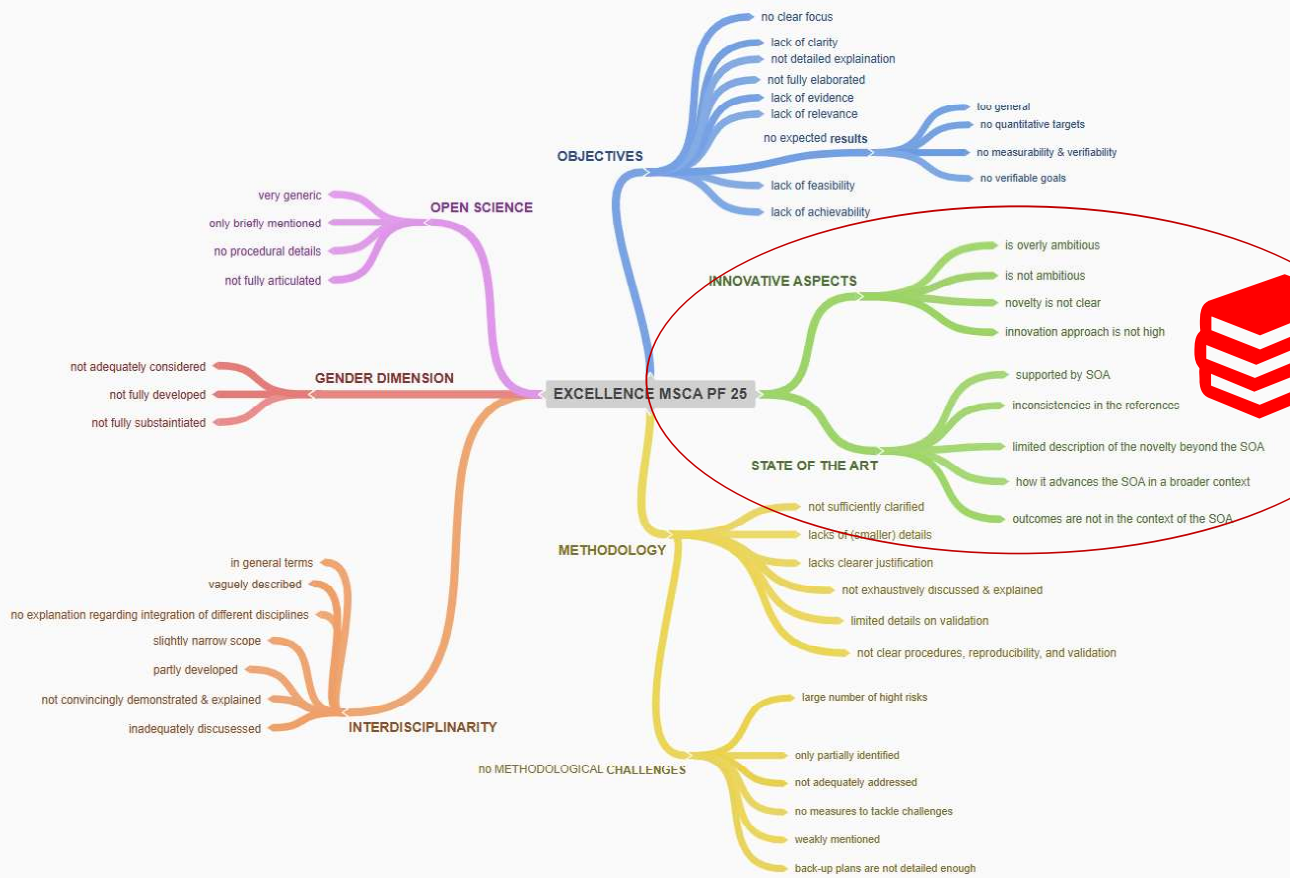 no clear focus
lack of clarity
not detailed explaination
not fully elaborated
lack of evidence
lack of relevance
no expected results
too general
no quantitative targets
no measurability & verifiability
no verifiable goals
OBJECTIVES
lack of feasibility
lack of achievability
very generic
only briefly mentioned
no procedural details
not fully articulated
OPEN SCIENCE
is overly ambitious
is not ambitious
novelty is not clear
innovation approach is not high
INNOVATIVE ASPECTS
not adequately considered
not fully developed
not fully substaintiated
GENDER DIMENSION
EXCELLENCE MSCA PF 25
supported by SOA
inconsistencies in the references
limited description of the novelty beyond the SOA
how it advances the SOA in a broader context
outcomes are not in the context of the SOA
STATE OF THE ART
not sufficiently clarified
lacks of (smaller) details
lacks clearer justification
not exhaustively discussed & explained
limited details on validation
not clear procedures, reproducibility, and validation
METHODOLOGY
in general terms
vaguely described
no explanation regarding integration of different disciplines
slightly narrow scope
partly developed
not convincingly demonstrated & explained
inadequately discusessed
INTERDISCIPLINARITY
no METHODOLOGICAL CHALLENGES
large number of hight risks
only partially identified
not adequately addressed
no measures to tackle challenges
weakly mentioned
back-up plans are not detailed enough